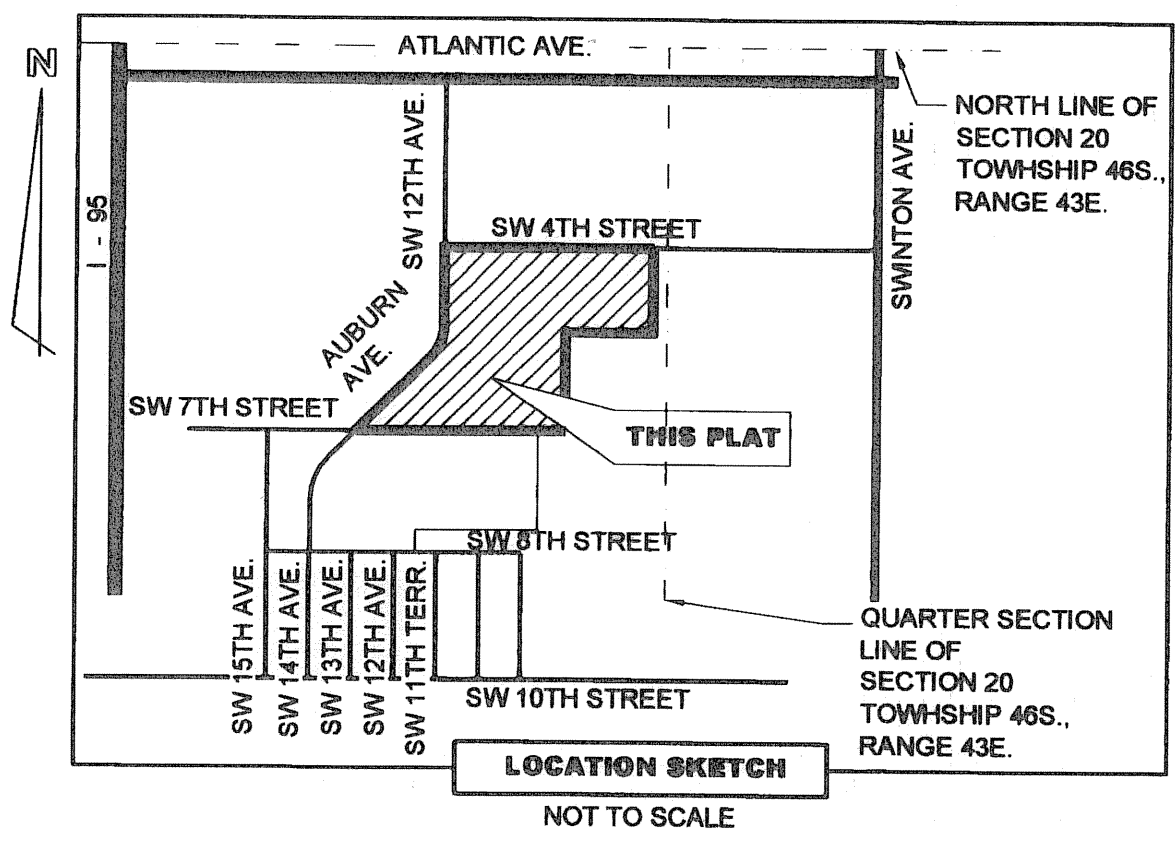 N
ATLANTIC AVE.
NORTH LINE OF
SECTION 20
TOWHSHIP 46S.,
RANGE 43E.
I - 95
SW 12TH AVE.
SWINTON AVE.
SW 4TH STREET
AUBURN
AVE.
SW 7TH STREET
THIS PLAT
SW 8TH STREET
SW 15TH AVE.
SW 14TH AVE.
SW 13TH AVE.
SW 12TH AVE.
SW 11TH TERR.
QUARTER SECTION
LINE OF
SECTION 20
TOWHSHIP 46S.,
RANGE 43E.
SW 10TH STREET
LOCATION SKETCH
NOT TO SCALE